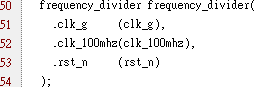 50 frequency_divider frequency_divider(
51   .clk_g    (clk_g),
52   .clk_100mhz(clk_100mhz),
53   .rst_n    (rst_n)
54 );